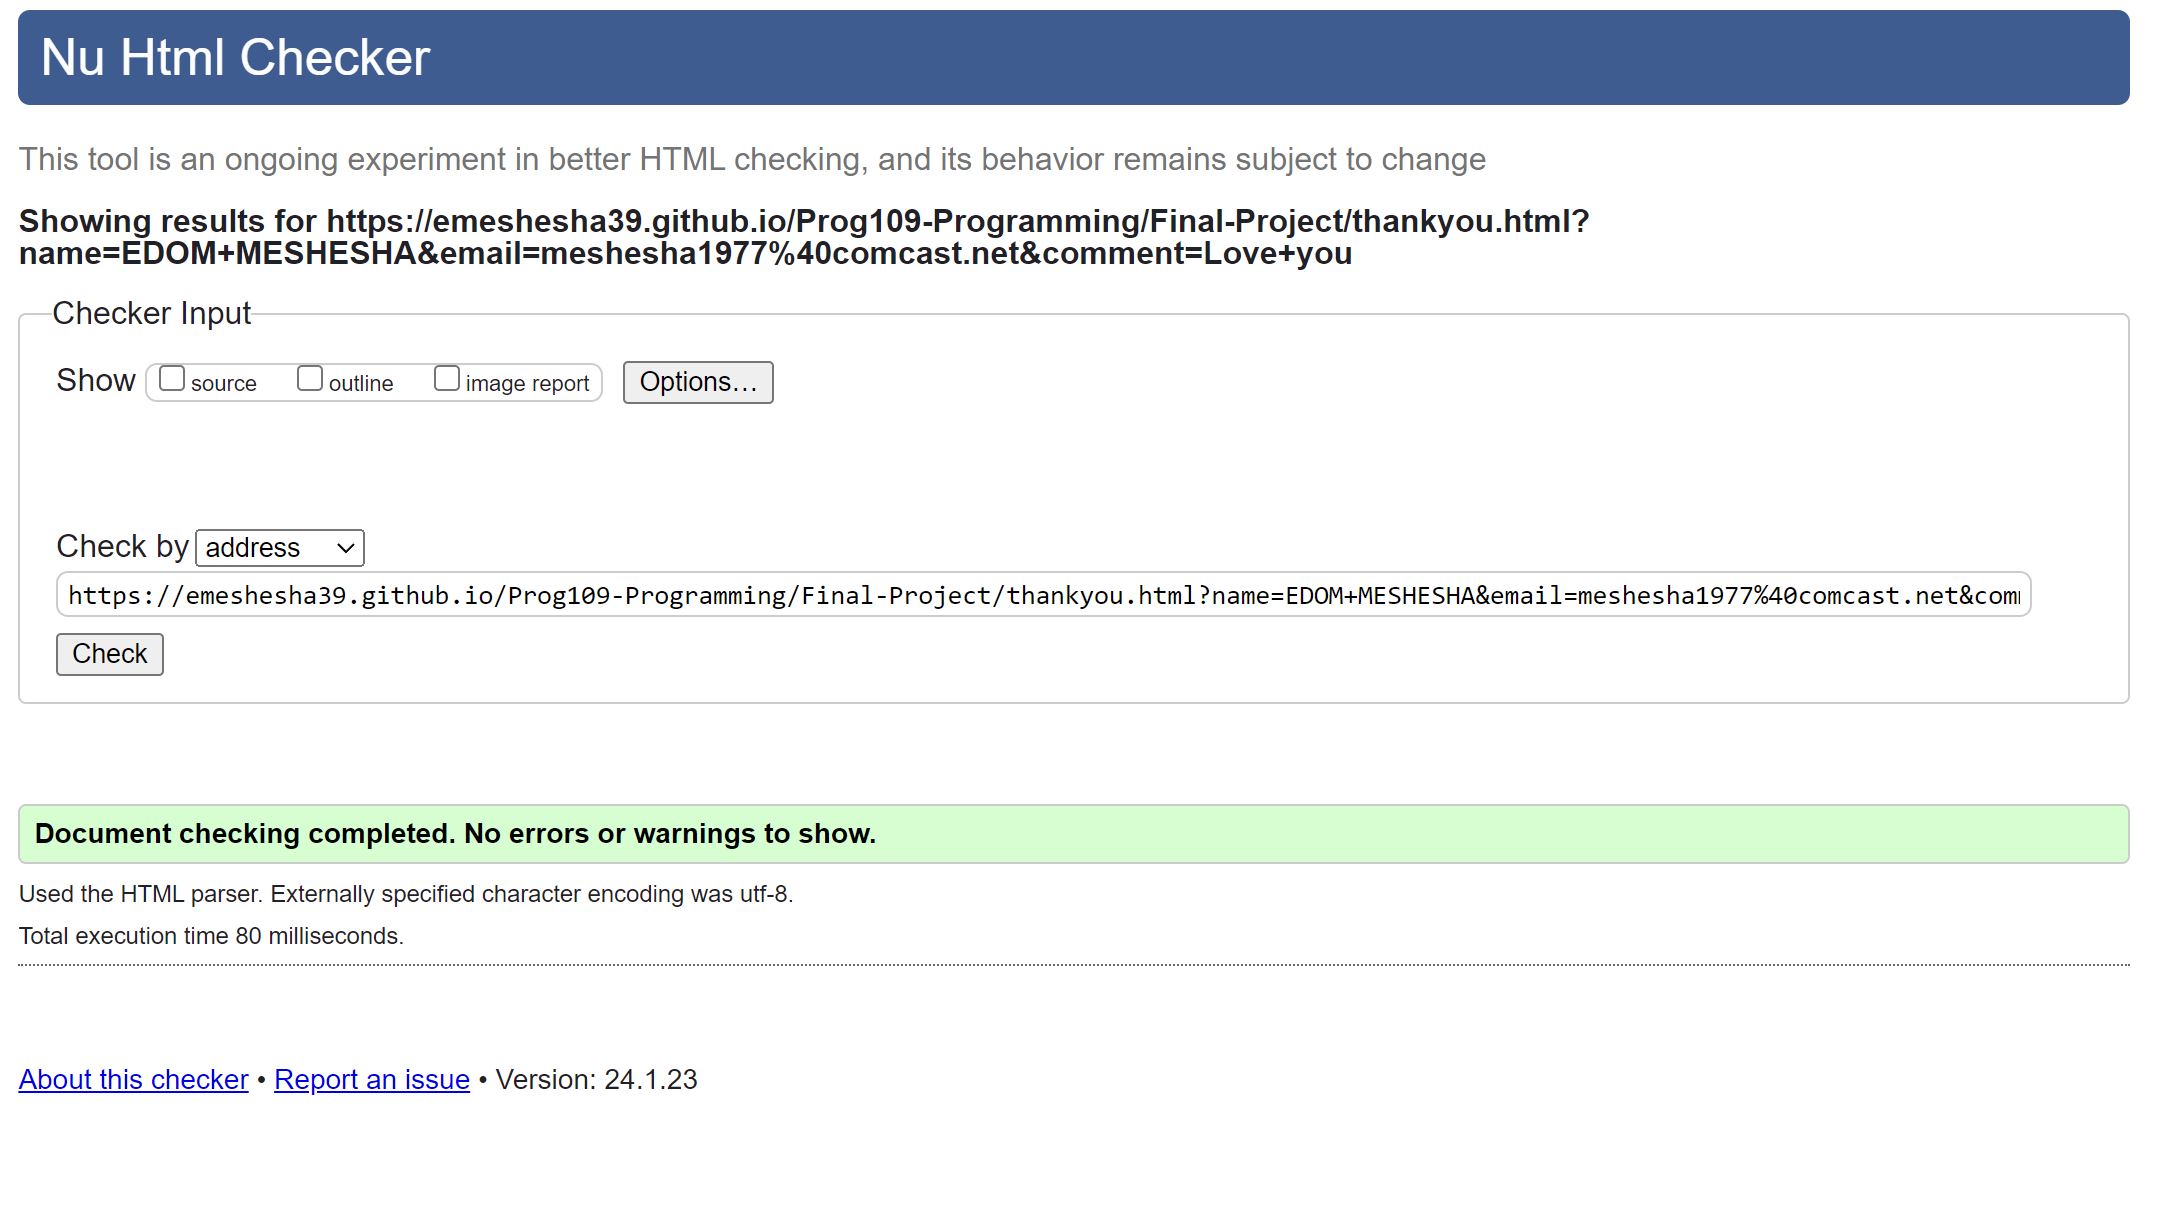 Nu Html Checker
This tool is an ongoing experiment in better HTML checking, and its behavior remains subject to change
Showing results for https://emeshesha39.github.io/Prog109-Programming/Final-Project/thankyou.html?
name=EDOM+MESHESHA&email=meshesha1977%40comcast.net&comment=Love+you
Checker Input
Show source outline image report Options…
Check by address
https://emeshesha39.github.io/Prog109-Programming/Final-Project/thankyou.html?name=EDOM+MESHESHA&email=meshesha1977%40comcast.net&com
Check
Document checking completed. No errors or warnings to show.
Used the HTML parser. Externally specified character encoding was utf-8.
Total execution time 80 milliseconds.
About this checker • Report an issue • Version: 24.1.23